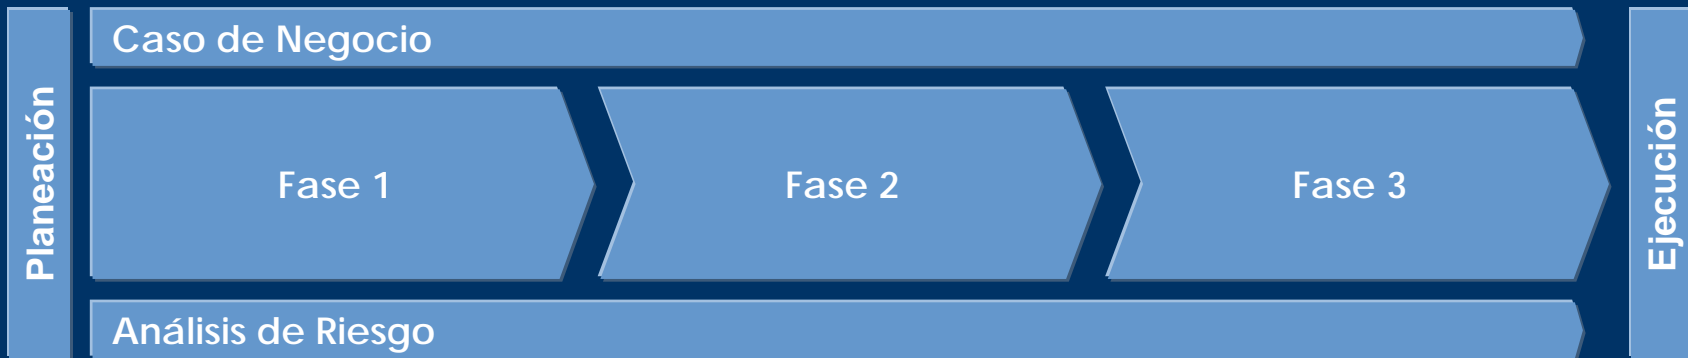 Planeación
Caso de Negocio
Fase 1
Fase 2
Fase 3
Análisis de Riesgo
Ejecución